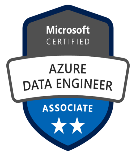 Microsoft
CERTIFIED
AZURE
DATA ENGINEER
ASSOCIATE